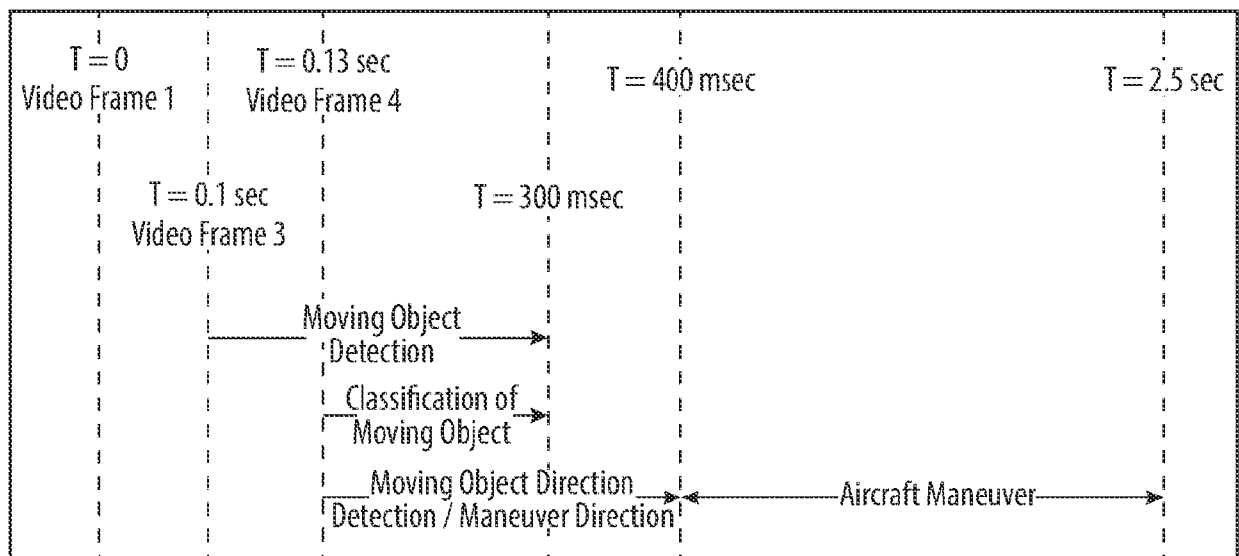 T = 0
Video Frame 1
T = 0.13 sec
Video Frame 4
T = 400 msec
T = 2.5 sec
T = 0.1 sec
Video Frame 3
T = 300 msec
Moving Object
Detection
Classification of
Moving Object
Moving Object Direction
Detection / Maneuver Direction
Aircraft Maneuver